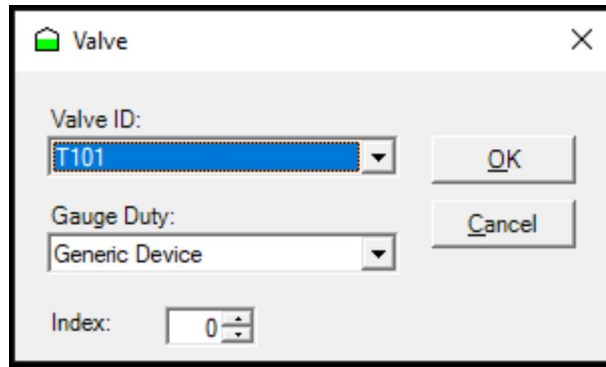 Valve
Valve ID:
T101
OK
Gauge Duty:
Cancel
Generic Device
Index:
0